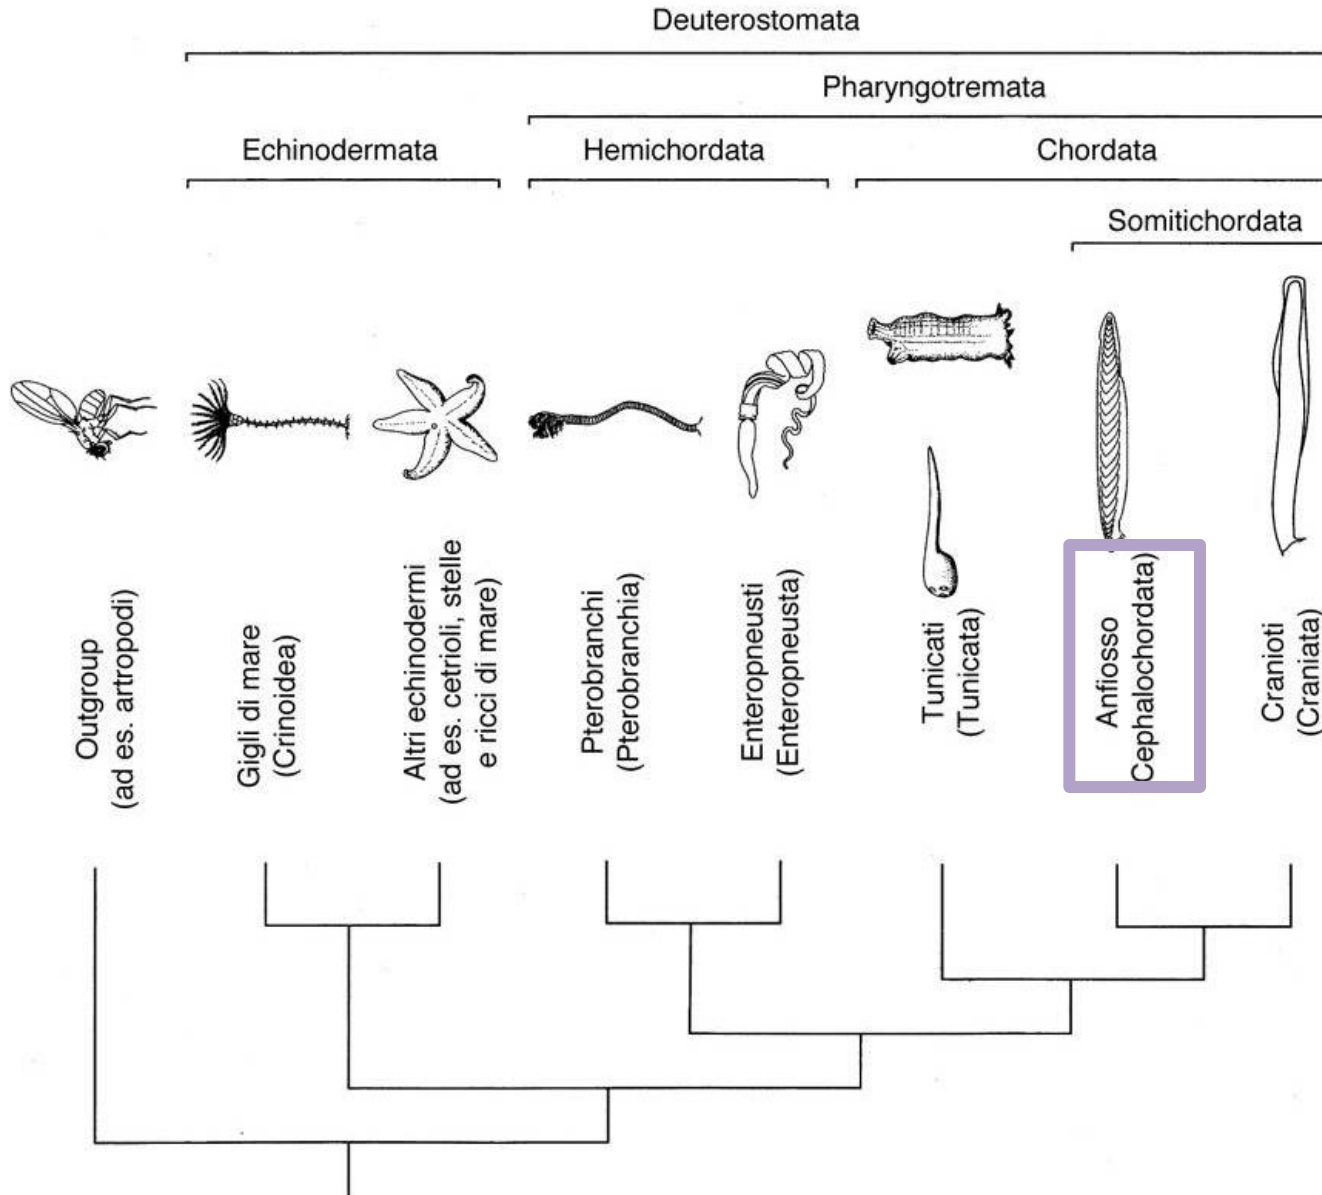 Deuterostomata
Pharyngotremata
Echinodermata
Hemichordata
Chordata
Somitichordata
Outgroup
(ad es. artropodi)
Gigli di mare
(Crinoidea)
Altri echinodermi
(ad es. cetrioli, stelle
e ricci di mare)
Pterobranchi
(Pterobranchia)
Enteropneusti
(Enteropneusta)
Tunicati
(Tunicata)
Anfiosso
Cephalochordata)
Cranioti
(Craniata)